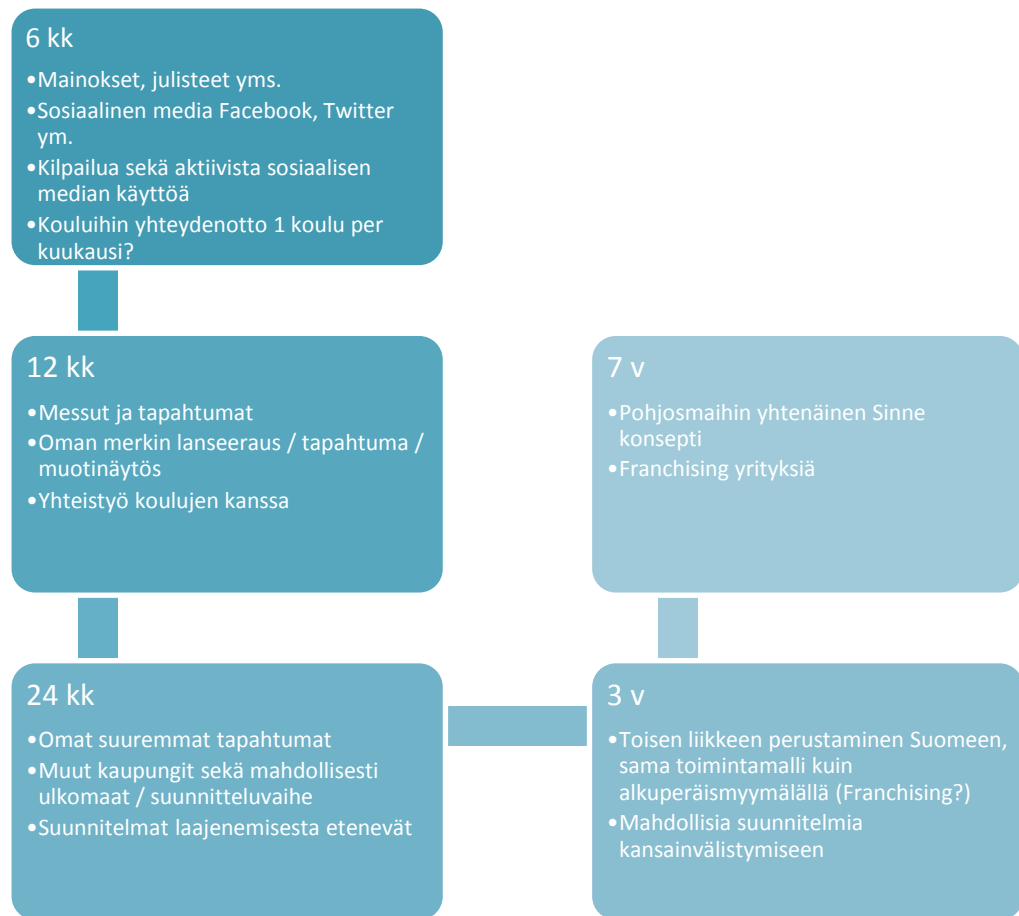 6 kk
•Mainokset, julisteet yms.
•Sosiaalinen media Facebook, Twitter
ym.
•Kilpailua sekä aktiivista sosiaalisen
median käyttöä
•Kouluihin yhteydenotto 1 koulu per
kuukausi?
12 kk
•Messut ja tapahtumat
•Oman merkin lanseeraus / tapahtuma /
muotinäytös
•Yhteistyö koulujen kanssa
24 kk
•Omat suuremmat tapahtumat
•Muut kaupungit sekä mahdollisesti
ulkomaat / suunnitteluvaihe
•Suunnitelmat laajenemisesta etenevät
3 v
•Toisen liikkeen perustaminen Suomeen,
sama toimintamalli kuin
alkuperäismyymälällä (Franchising?)
•Mahdollisia suunnitelmia
kansainvälistymiseen
7 v
•Pohjosmaihin yhtenäinen Sinne
konsepti
•Franchising yrityksiä